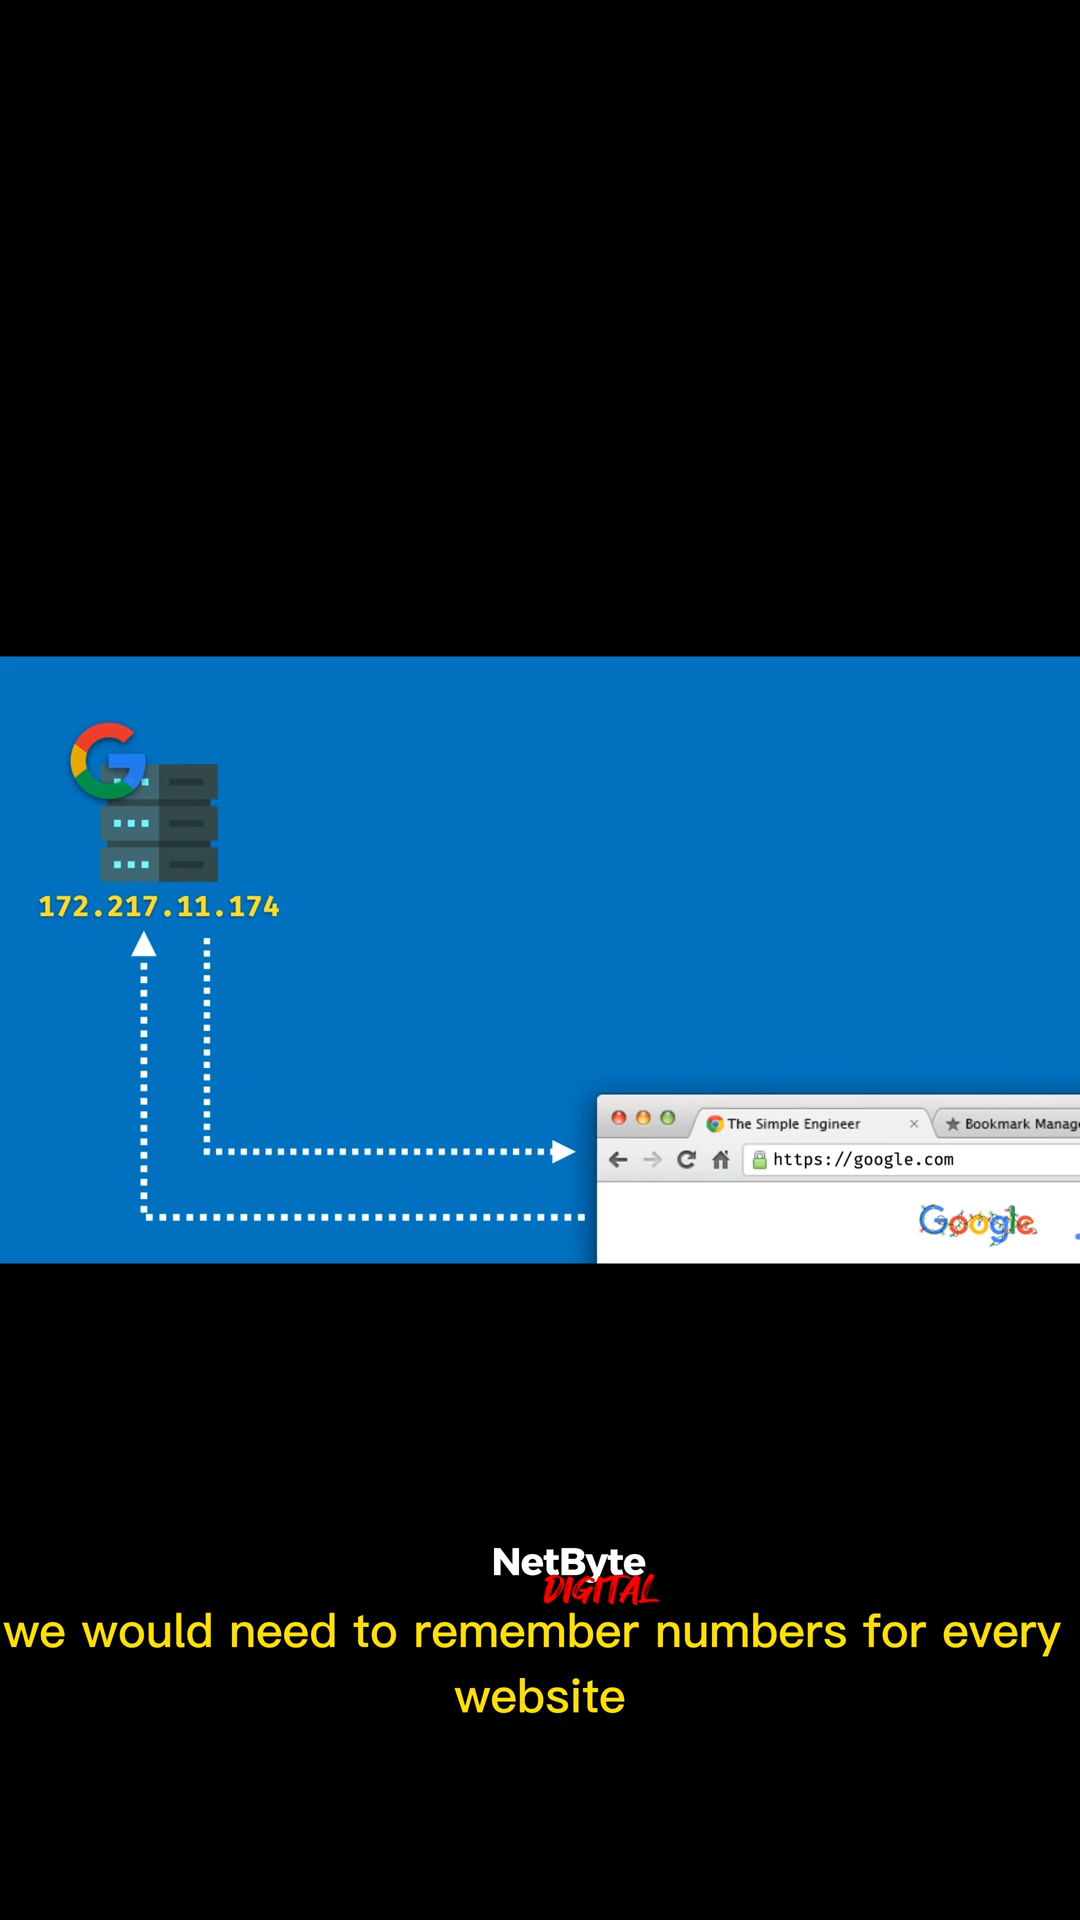 172.217.11.174
The Simple Engineer
Bookmark Manage
https://google.com
Google
NetByte
DIGITAL
we would need to remember numbers for every
website